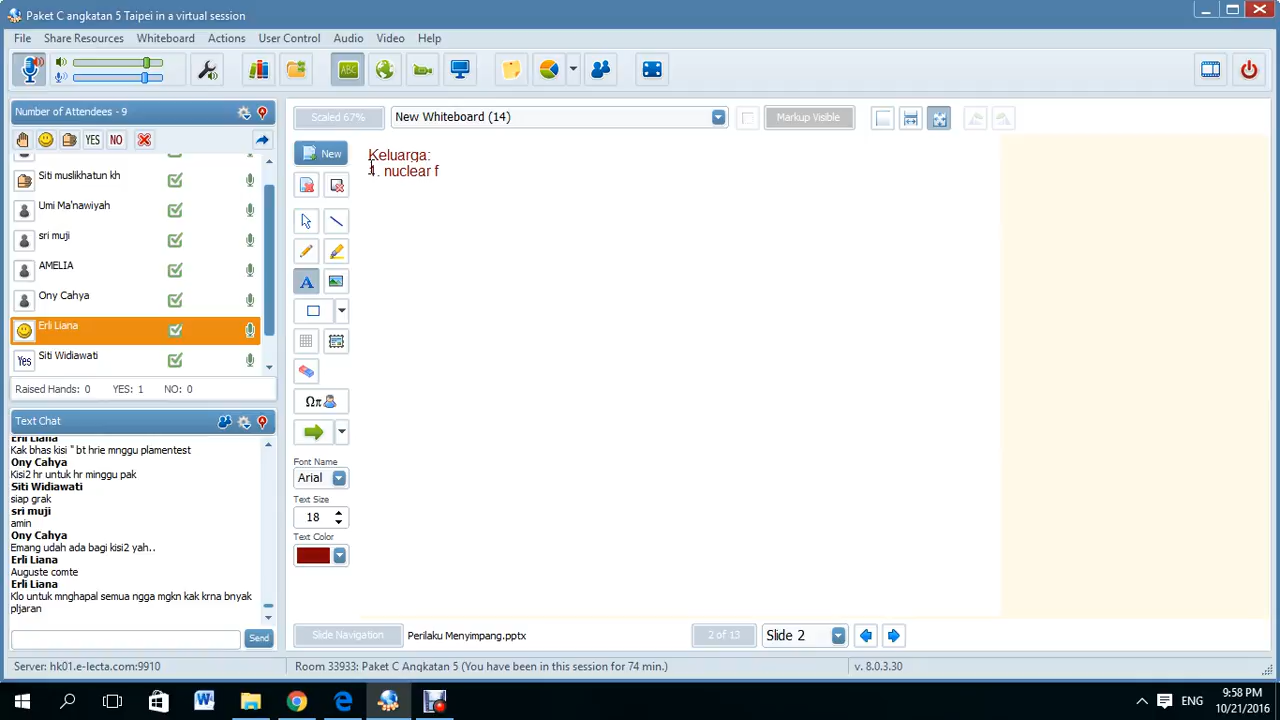 Paket C angkatan 5 Taipei in a virtual session
File Share Resources Whiteboard Actions User Control Audio Video Help
ABC
Number of Attendees - 9
YES NO
Siti muslikhatun kh
Umi Ma'nawiyah
sri muji
AMELIA
Ony Cahya
Erli Liana
Yes Siti Widiawati
Raised Hands: 0 YES: 1 NO: 0
Text Chat
Erli Liana
Kak bhas kisi " bt hrie mnggu plamentest
Ony Cahya
Kisi2 hr untuk hr minggu pak
Siti Widiawati
siap grak
sri muji
amin
Ony Cahya
Emang udah ada bagi kisi2 yah..
Erli Liana
Auguste comte
Erli Liana
Klo untuk mnghapal semua ngga mgkn kak krna bnyak
pljaran
Send
Scaled 67% New Whiteboard (14) Markup Visible
New
A
Ωπ
Font Name
Arial
Text Size
18
Text Color
Keluarga:
1. nuclear f
Slide Navigation Perilaku Menyimpang.pptx 2 of 13 Slide 2
Server: hk01.e-lecta.com:9910 Room 33933: Paket C Angkatan 5 (You have been in this session for 74 min.) v. 8.0.3.30
ENG
9:58 PM
10/21/2016